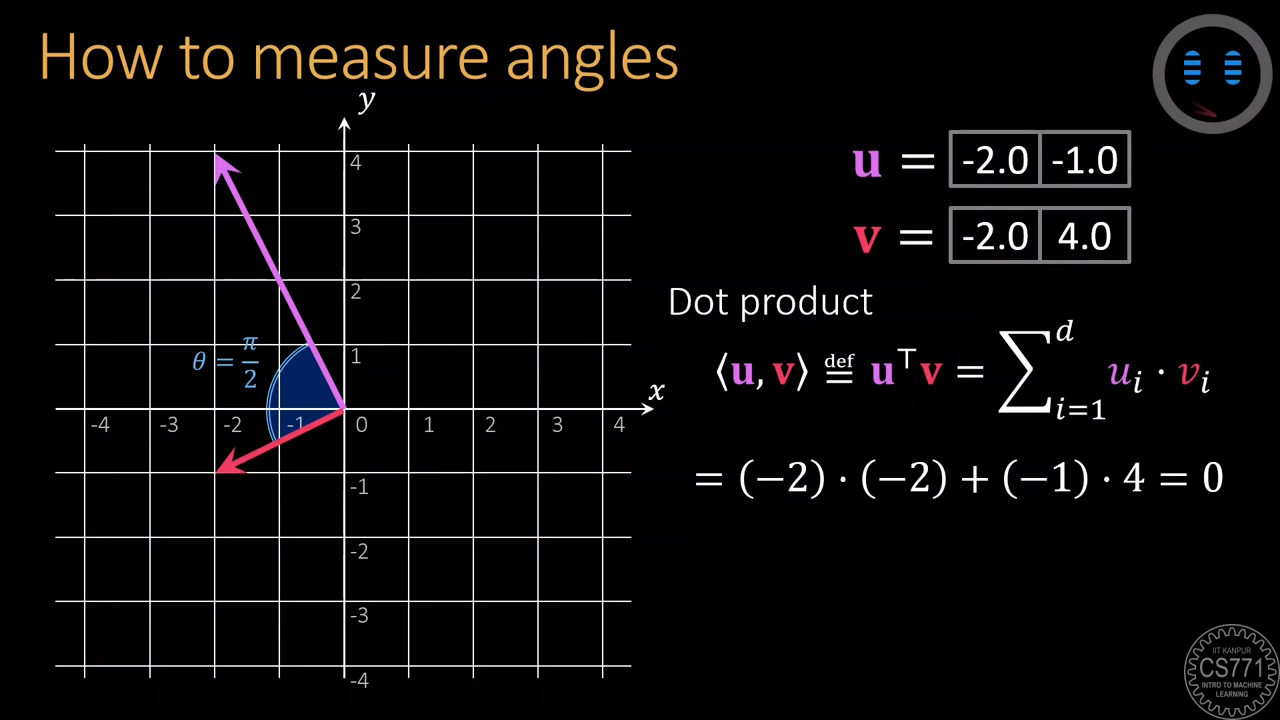 How to measure angles
y
4
3
2
1
θ = π/2
x
-4 -3 -2 -1 0 1 2 3 4
-1
-2
-3
-4
u = -2.0 -1.0
v = -2.0 4.0
Dot product
⟨u, v⟩ ≝ u⊤v = ∑ᵢ₌₁ᵈ uᵢ · vᵢ
= (−2) · (−2) + (−1) · 4 = 0
IIT KANPUR
CS771
INTRO TO MACHINE
LEARNING